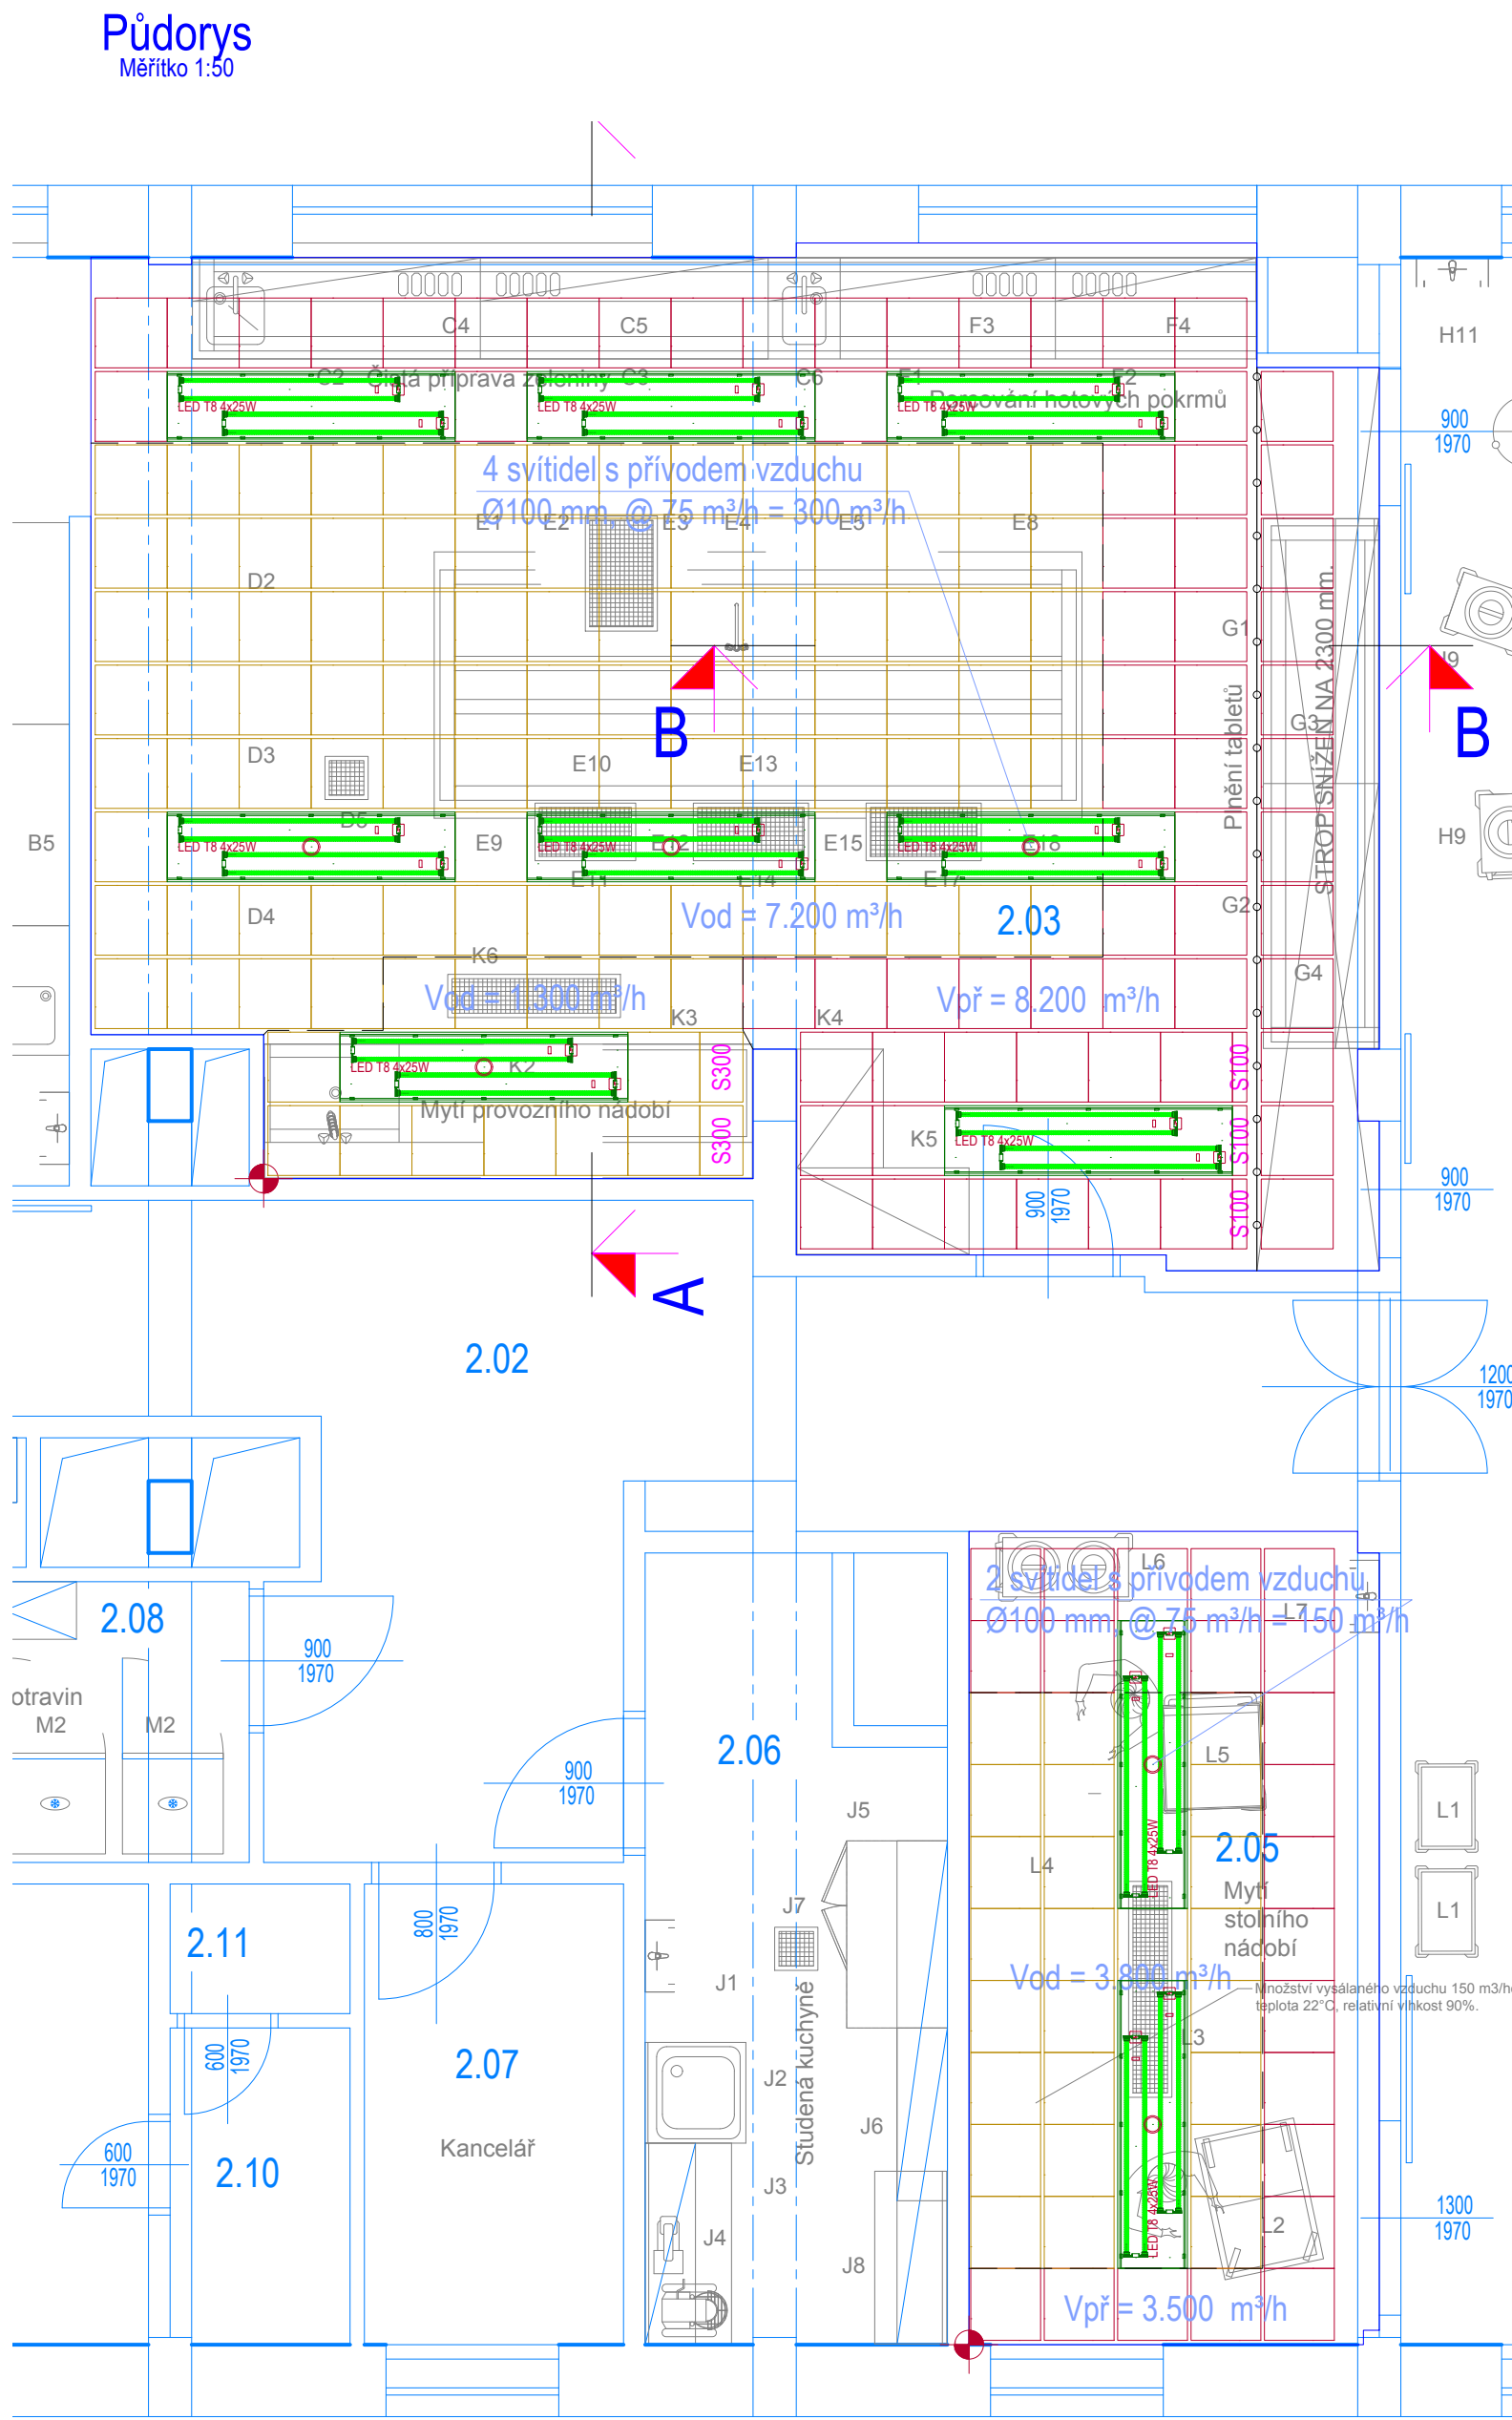 Půdorys
Měřítko 1:50
C4
C5
F3
F4
H11
C2
Čistá příprava zeleniny
C3
C6
F1
F2
Porcování hotových pokrmů
LED T8 4x25W
LED T8 4x25W
LED T8 4x25W
900
1970
4 svítidel s přívodem vzduchu
Ø100 mm, @ 75 m³/h = 300 m³/h
E1
E2
E3
E4
E5
E8
D2
G1
STROP SNÍŽEN NA 2300 mm.
B
B
G3
Plnění tabletů
D3
E10
E13
D5
B5
E9
E12
E15
E18
H9
LED T8 4x25W
LED T8 4x25W
LED T8 4x25W
E11
E14
E17
D4
Vod = 7.200 m³/h
2.03
G2
K6
G4
Vod = 1.300 m³/h
Vpř = 8.200 m³/h
K3
K4
LED T8 4x25W
K2
S300
S100
Mytí provozního nádobí
S300
K5
LED T8 4x25W
S100
900
1970
900
1970
S100
A
2.02
1200
1970
L6
2 svítidel s přívodem vzduchu
Ø100 mm, @ 75 m³/h = 150 m³/h
L7
2.08
900
1970
otravin
M2
M2
2.06
900
1970
L5
J5
L1
LED T8 4x25W
2.05
L4
Mytí
stolního
nádobí
L1
800
1970
J7
2.11
J1
Vod = 3.800 m³/h
Množství vysálaného vzduchu 150 m3/h
teplota 22°C, relativní vlhkost 90%.
600
1970
2.07
J2
Studená kuchyně
L3
J6
Kancelář
600
1970
2.10
J3
J4
J8
LED T8 4x25W
L2
1300
1970
Vpř = 3.500 m³/h